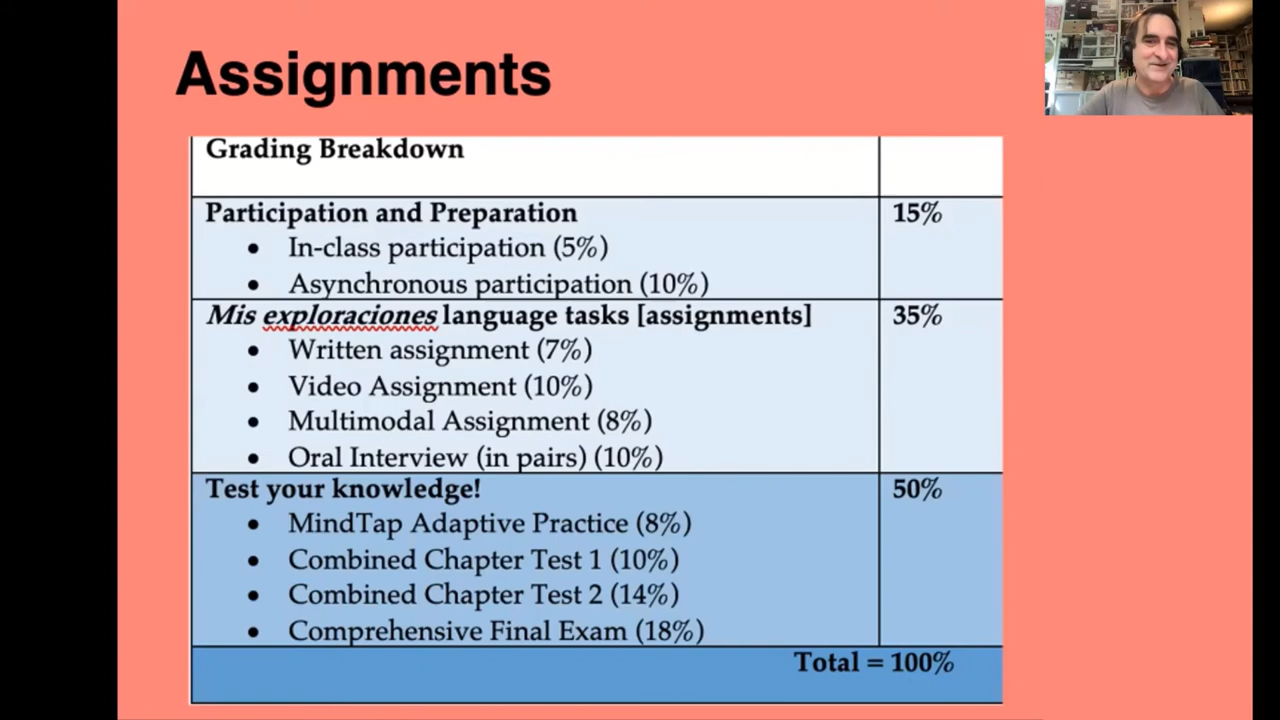 Assignments
Grading Breakdown
Participation and Preparation 15%
• In-class participation (5%)
• Asynchronous participation (10%)
Mis exploraciones language tasks [assignments] 35%
• Written assignment (7%)
• Video Assignment (10%)
• Multimodal Assignment (8%)
• Oral Interview (in pairs) (10%)
Test your knowledge! 50%
• MindTap Adaptive Practice (8%)
• Combined Chapter Test 1 (10%)
• Combined Chapter Test 2 (14%)
• Comprehensive Final Exam (18%)
Total = 100%